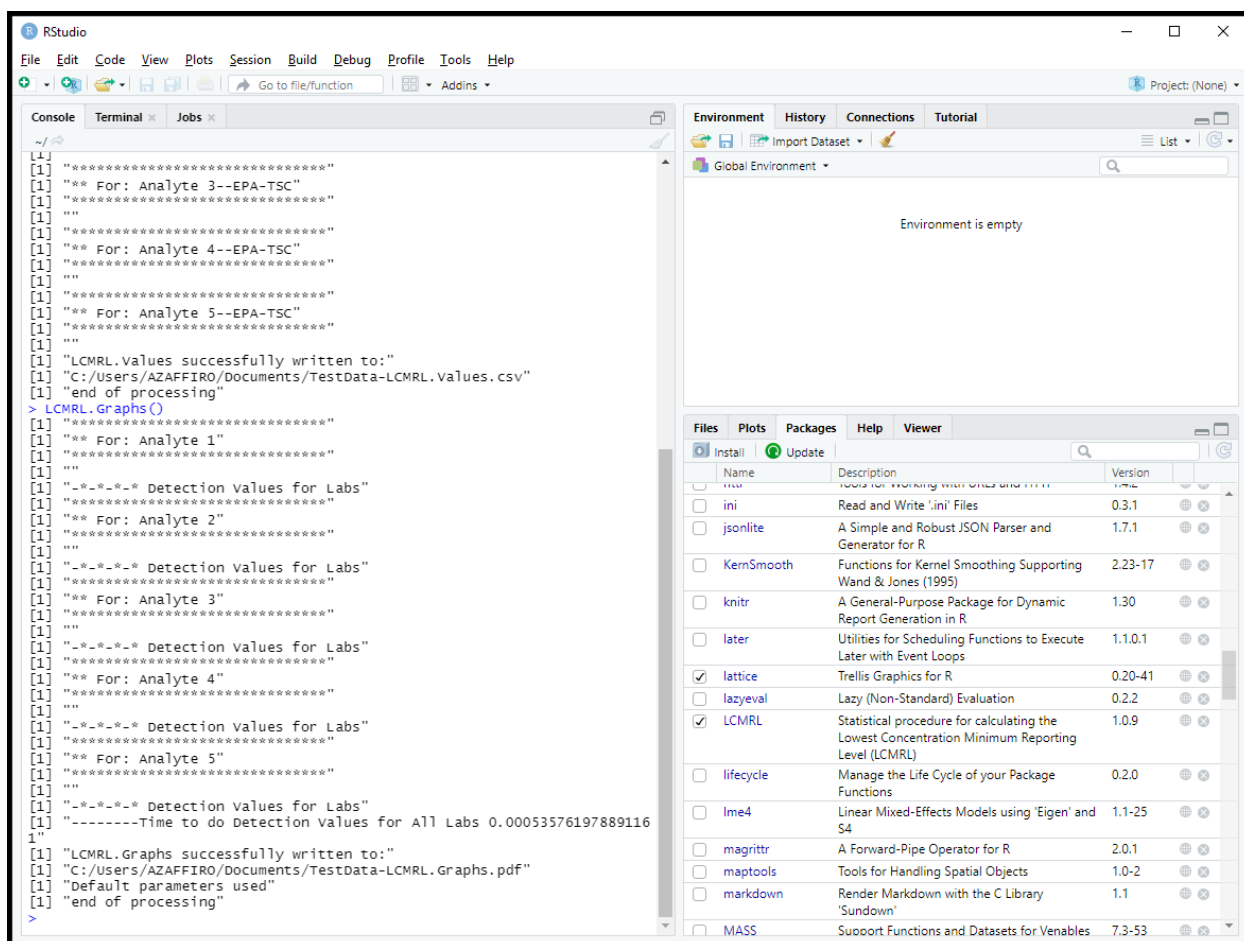 RStudio
File Edit Code View Plots Session Build Debug Profile Tools Help
Go to file/function Addins Project: (None)
Console Terminal Jobs
~/
[1]
[1] "******************************"
[1] "** For: Analyte 3--EPA-TSC"
[1] "******************************"
[1] ""
[1] "******************************"
[1] "** For: Analyte 4--EPA-TSC"
[1] "******************************"
[1] ""
[1] "******************************"
[1] "** For: Analyte 5--EPA-TSC"
[1] "******************************"
[1] ""
[1] "LCMRL.Values successfully written to:"
[1] "C:/Users/AZAFFIRO/Documents/TestData-LCMRL.Values.csv"
[1] "end of processing"
> LCMRL.Graphs()
[1] "******************************"
[1] "** For: Analyte 1"
[1] "******************************"
[1] ""
[1] "-*-*-*-* Detection Values for Labs"
[1] "******************************"
[1] "** For: Analyte 2"
[1] "******************************"
[1] ""
[1] "-*-*-*-* Detection Values for Labs"
[1] "******************************"
[1] "** For: Analyte 3"
[1] "******************************"
[1] ""
[1] "-*-*-*-* Detection Values for Labs"
[1] "******************************"
[1] "** For: Analyte 4"
[1] "******************************"
[1] ""
[1] "-*-*-*-* Detection Values for Labs"
[1] "******************************"
[1] "** For: Analyte 5"
[1] "******************************"
[1] ""
[1] "-*-*-*-* Detection Values for Labs"
[1] "--------Time to do Detection Values for All Labs 0.00053576197889116
1"
[1] "LCMRL.Graphs successfully written to:"
[1] "C:/Users/AZAFFIRO/Documents/TestData-LCMRL.Graphs.pdf"
[1] "Default parameters used"
[1] "end of processing"
>
Environment History Connections Tutorial
Import Dataset List
Global Environment
Environment is empty
Files Plots Packages Help Viewer
Install Update
Name Description Version
ini Read and Write '.ini' Files 0.3.1
jsonlite A Simple and Robust JSON Parser and 1.7.1
Generator for R
KernSmooth Functions for Kernel Smoothing Supporting 2.23-17
Wand & Jones (1995)
knitr A General-Purpose Package for Dynamic 1.30
Report Generation in R
later Utilities for Scheduling Functions to Execute 1.1.0.1
Later with Event Loops
lattice Trellis Graphics for R 0.20-41
lazyeval Lazy (Non-Standard) Evaluation 0.2.2
LCMRL Statistical procedure for calculating the 1.0.9
Lowest Concentration Minimum Reporting
Level (LCMRL)
lifecycle Manage the Life Cycle of your Package 0.2.0
Functions
lme4 Linear Mixed-Effects Models using 'Eigen' and 1.1-25
S4
magrittr A Forward-Pipe Operator for R 2.0.1
maptools Tools for Handling Spatial Objects 1.0-2
markdown Render Markdown with the C Library 1.1
'Sundown'
MASS Support Functions and Datasets for Venables 7.3-53